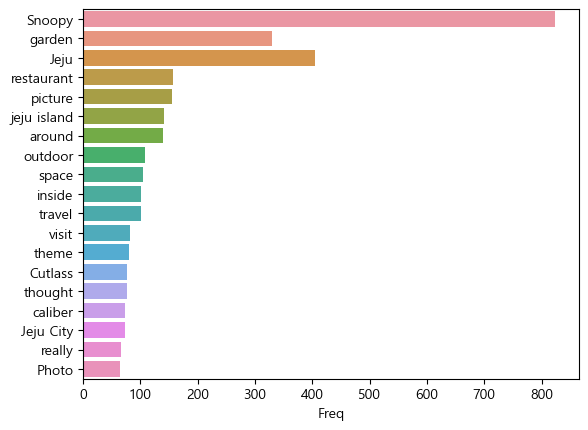 Snoopy
garden
Jeju
restaurant
picture
jeju island
around
outdoor
space
inside
travel
visit
theme
Cutlass
thought
caliber
Jeju City
really
Photo
0 100 200 300 400 500 600 700 800
Freq